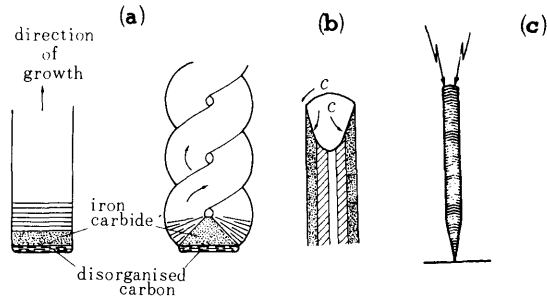 (a)
direction
of
growth
iron
carbide
disorganised
carbon
(b)
C
C
(c)